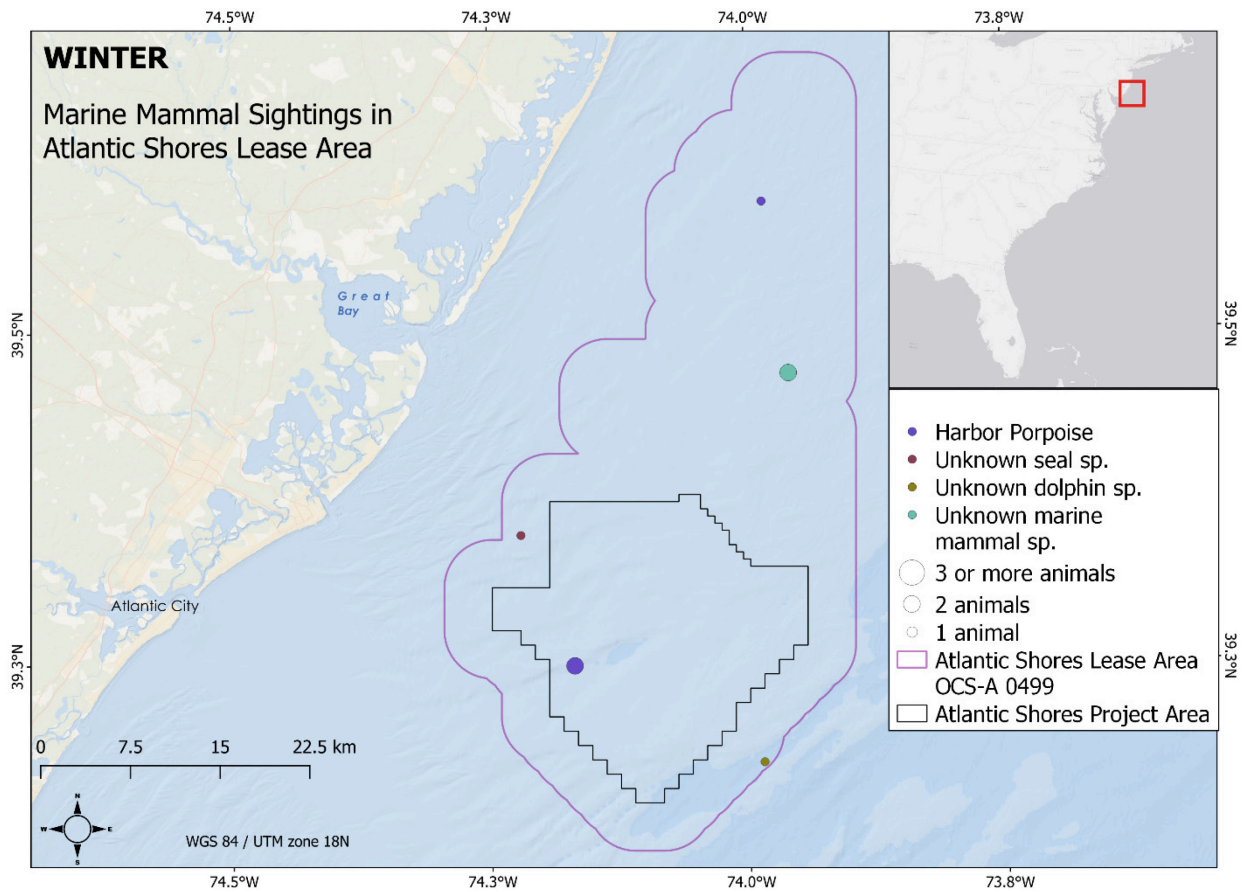 74.5°W
74.3°W
74.0°W
73.8°W
WINTER
Marine Mammal Sightings in
Atlantic Shores Lease Area
Great
Bay
39.5°N
39.5°N
Harbor Porpoise
Unknown seal sp.
Unknown dolphin sp.
Unknown marine
mammal sp.
3 or more animals
2 animals
1 animal
Atlantic Shores Lease Area
OCS-A 0499
Atlantic Shores Project Area
Atlantic City
39.3°N
39.3°N
0 7.5 15 22.5 km
N
W E
S
WGS 84 / UTM zone 18N
74.5°W
74.3°W
74.0°W
73.8°W